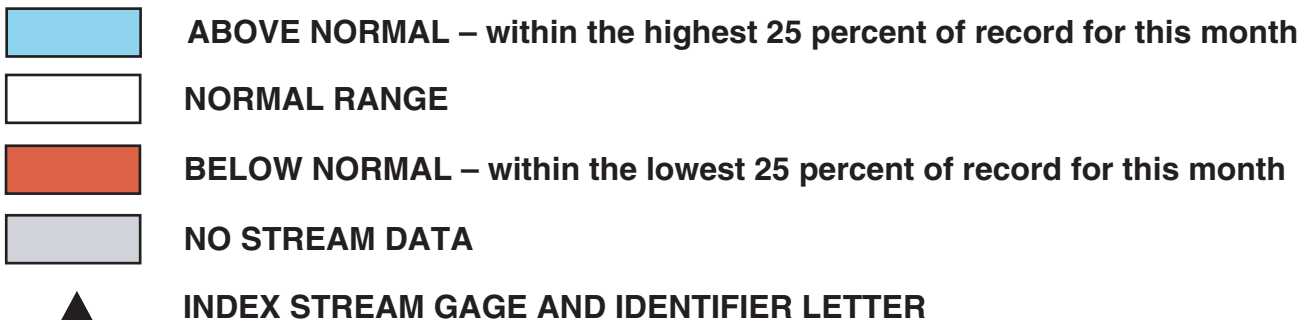 ABOVE NORMAL – within the highest 25 percent of record for this month
NORMAL RANGE
BELOW NORMAL – within the lowest 25 percent of record for this month
NO STREAM DATA
INDEX STREAM GAGE AND IDENTIFIER LETTER